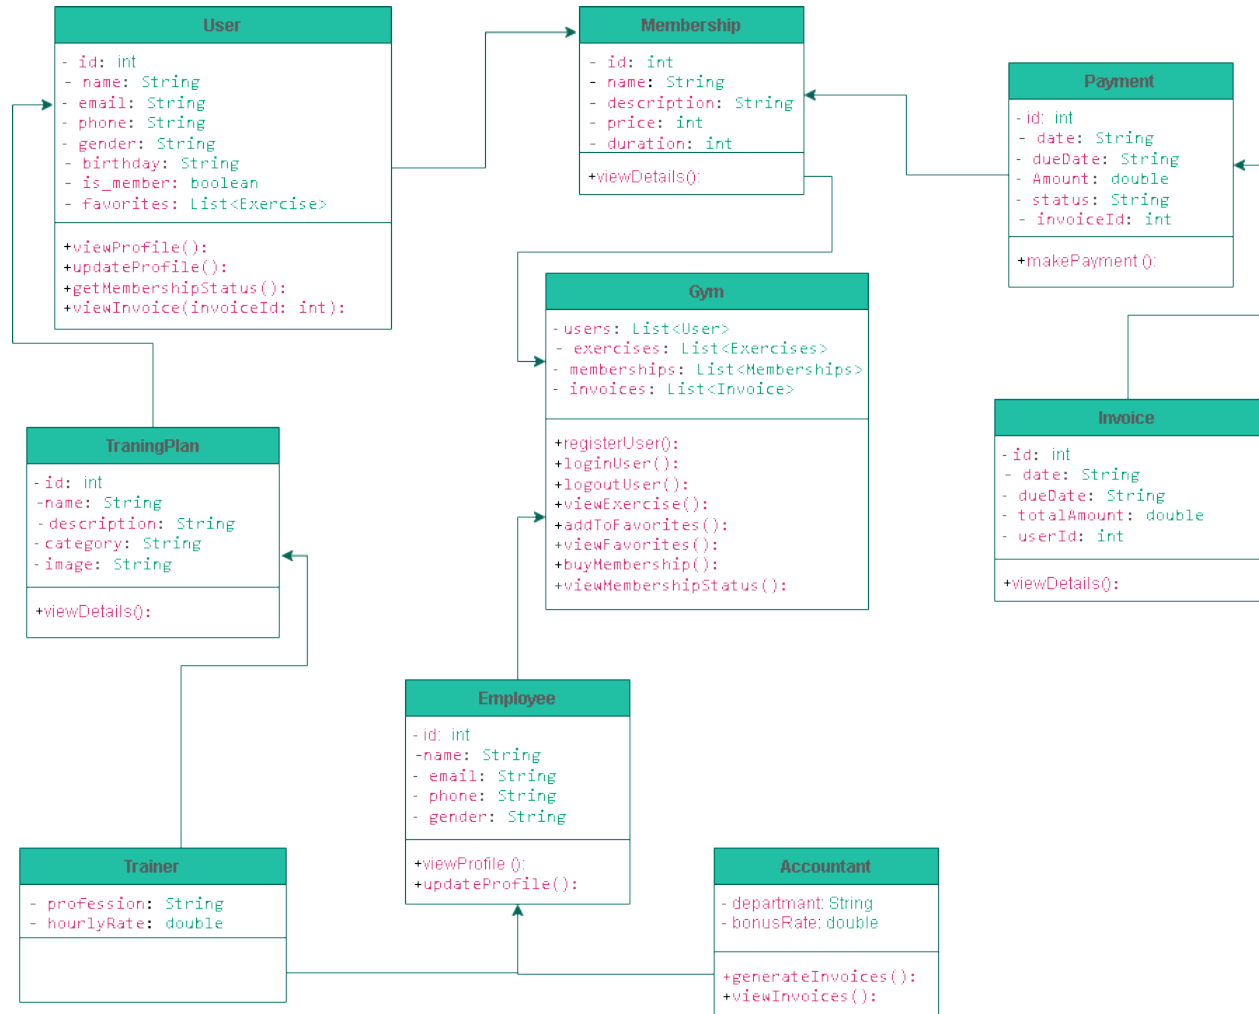 User
- id: int
- name: String
- email: String
- phone: String
- gender: String
- birthday: String
- is_member: boolean
- favorites: List<Exercise>
+viewProfile():
+updateProfile():
+getMembershipStatus():
+viewInvoice(invoiceId: int):
Membership
- id: int
- name: String
- description: String
- price: int
- duration: int
+viewDetails():
Payment
- id: int
- date: String
- dueDate: String
- Amount: double
- status: String
- invoiceId: int
+makePayment ():
Gym
- users: List<User>
- exercises: List<Exercises>
- memberships: List<Memberships>
- invoices: List<Invoice>
+registerUser():
+loginUser():
+logoutUser():
+viewExercise():
+addToFavorites():
+viewFavorites():
+buyMembership():
+viewMembershipStatus():
Invoice
- id: int
- date: String
- dueDate: String
- totalAmount: double
- userId: int
+viewDetails():
TraningPlan
- id: int
-name: String
- description: String
- category: String
- image: String
+viewDetails():
Employee
- id: int
-name: String
- email: String
- phone: String
- gender: String
+viewProfile ():
+updateProfile():
Trainer
- profession: String
- hourlyRate: double
Accountant
- departmant: String
- bonusRate: double
+generateInvoices():
+viewInvoices():